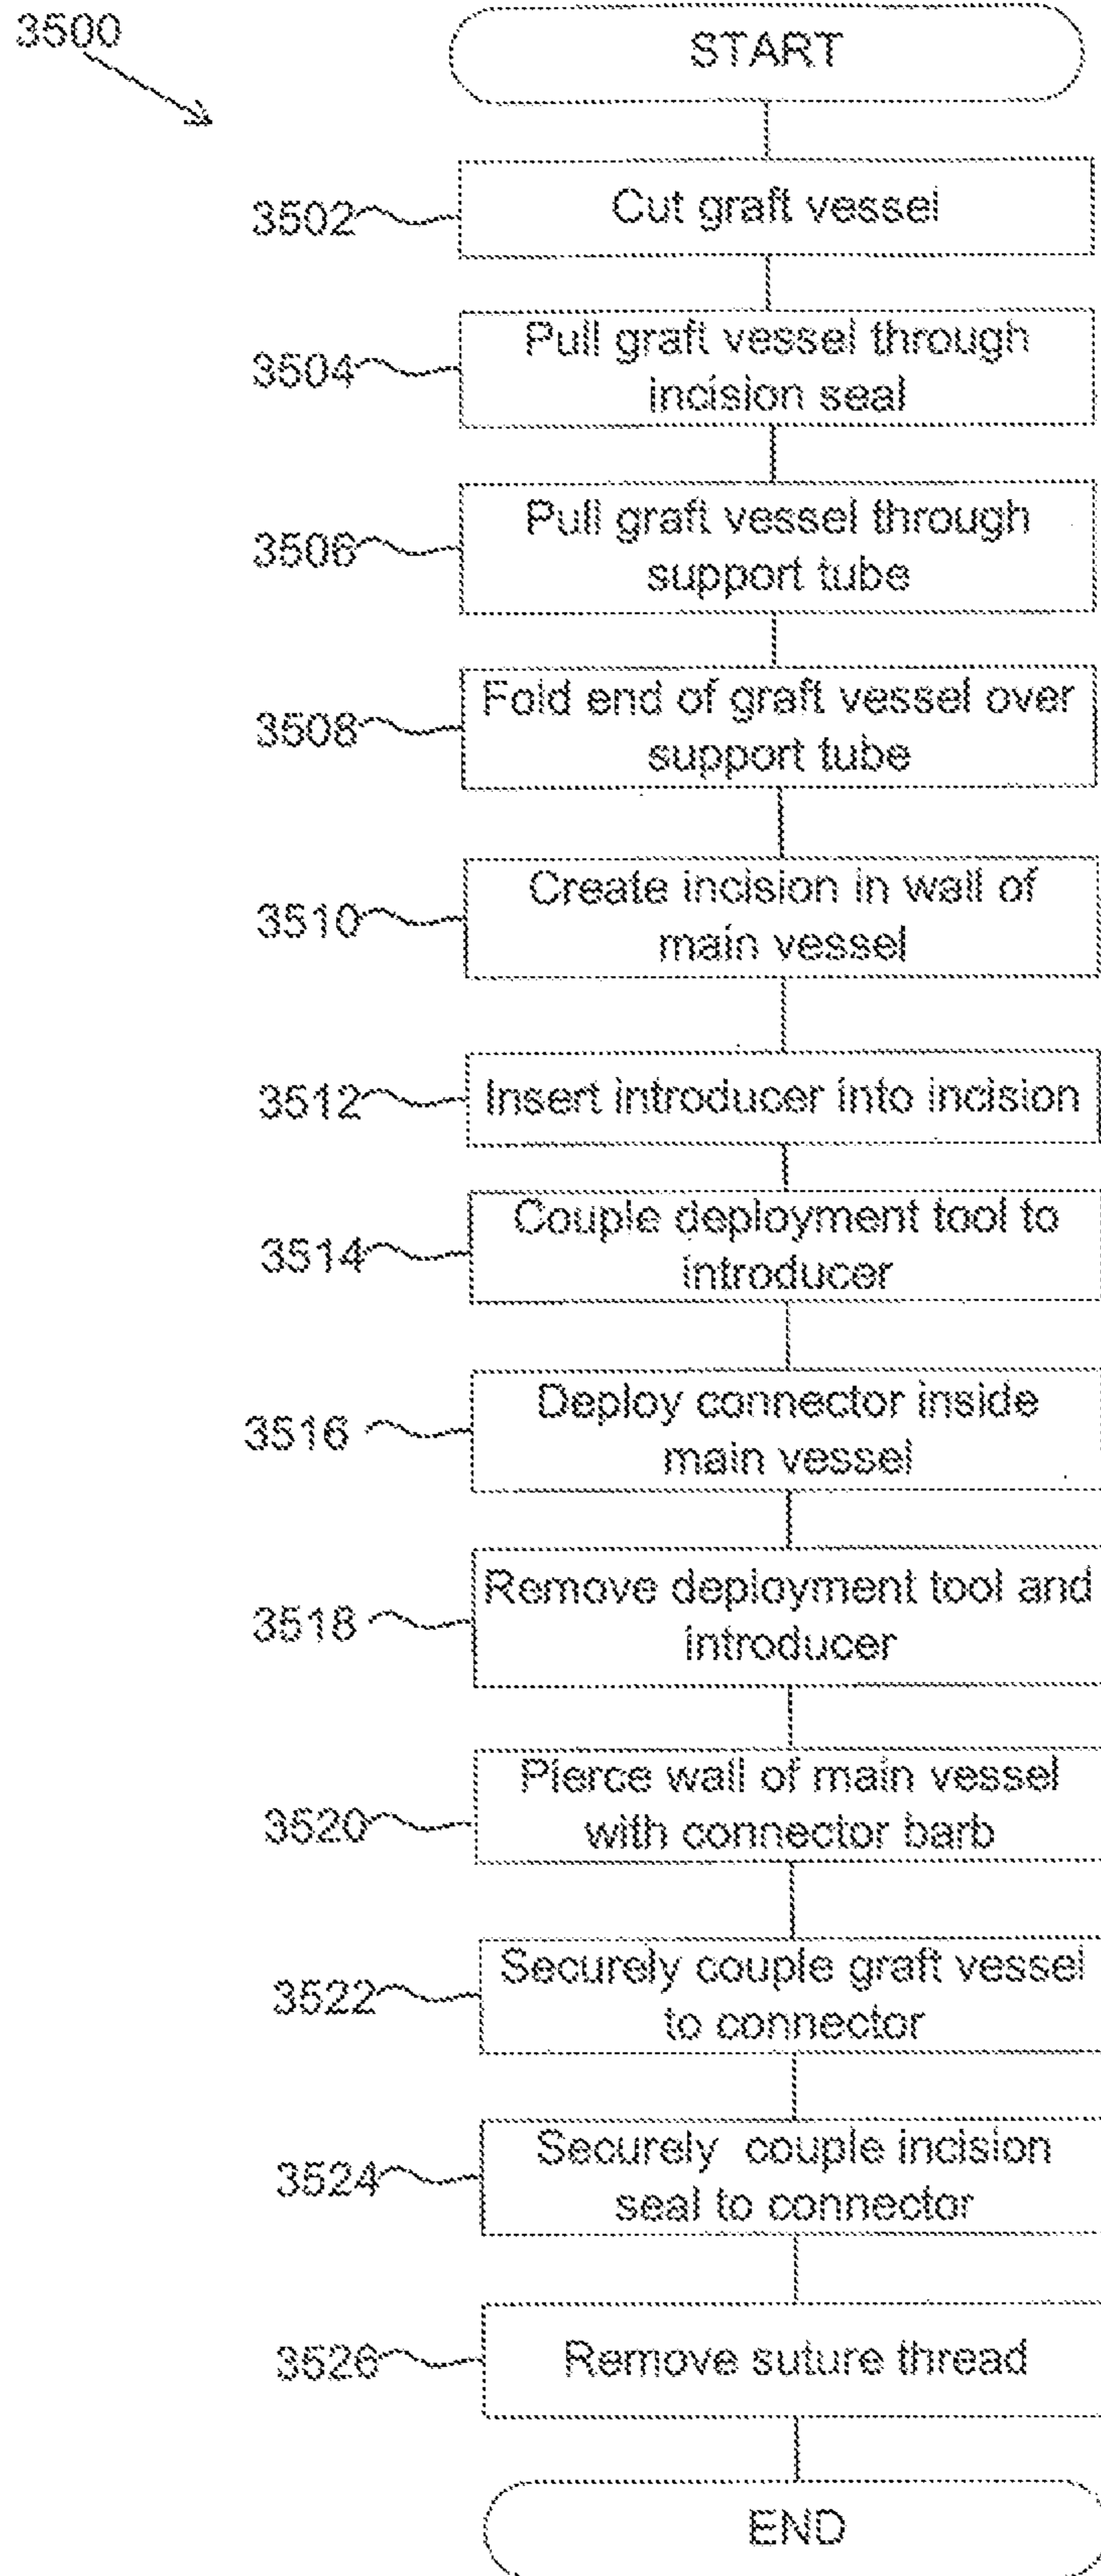 3500
START
3502
Cut graft vessel
3504
Pull graft vessel through
incision seal
3506
Pull graft vessel through
support tube
3508
Fold end of graft vessel over
support tube
3510
Create incision in wall of
main vessel
3512
Insert introducer into incision
3514
Couple deployment tool to
introducer
3516
Deploy connector inside
main vessel
3518
Remove deployment tool and
introducer
3520
Pierce wall of main vessel
with connector barb
3522
Securely couple graft vessel
to connector
3524
Securely couple incision
seal to connector
3526
Remove suture thread
END